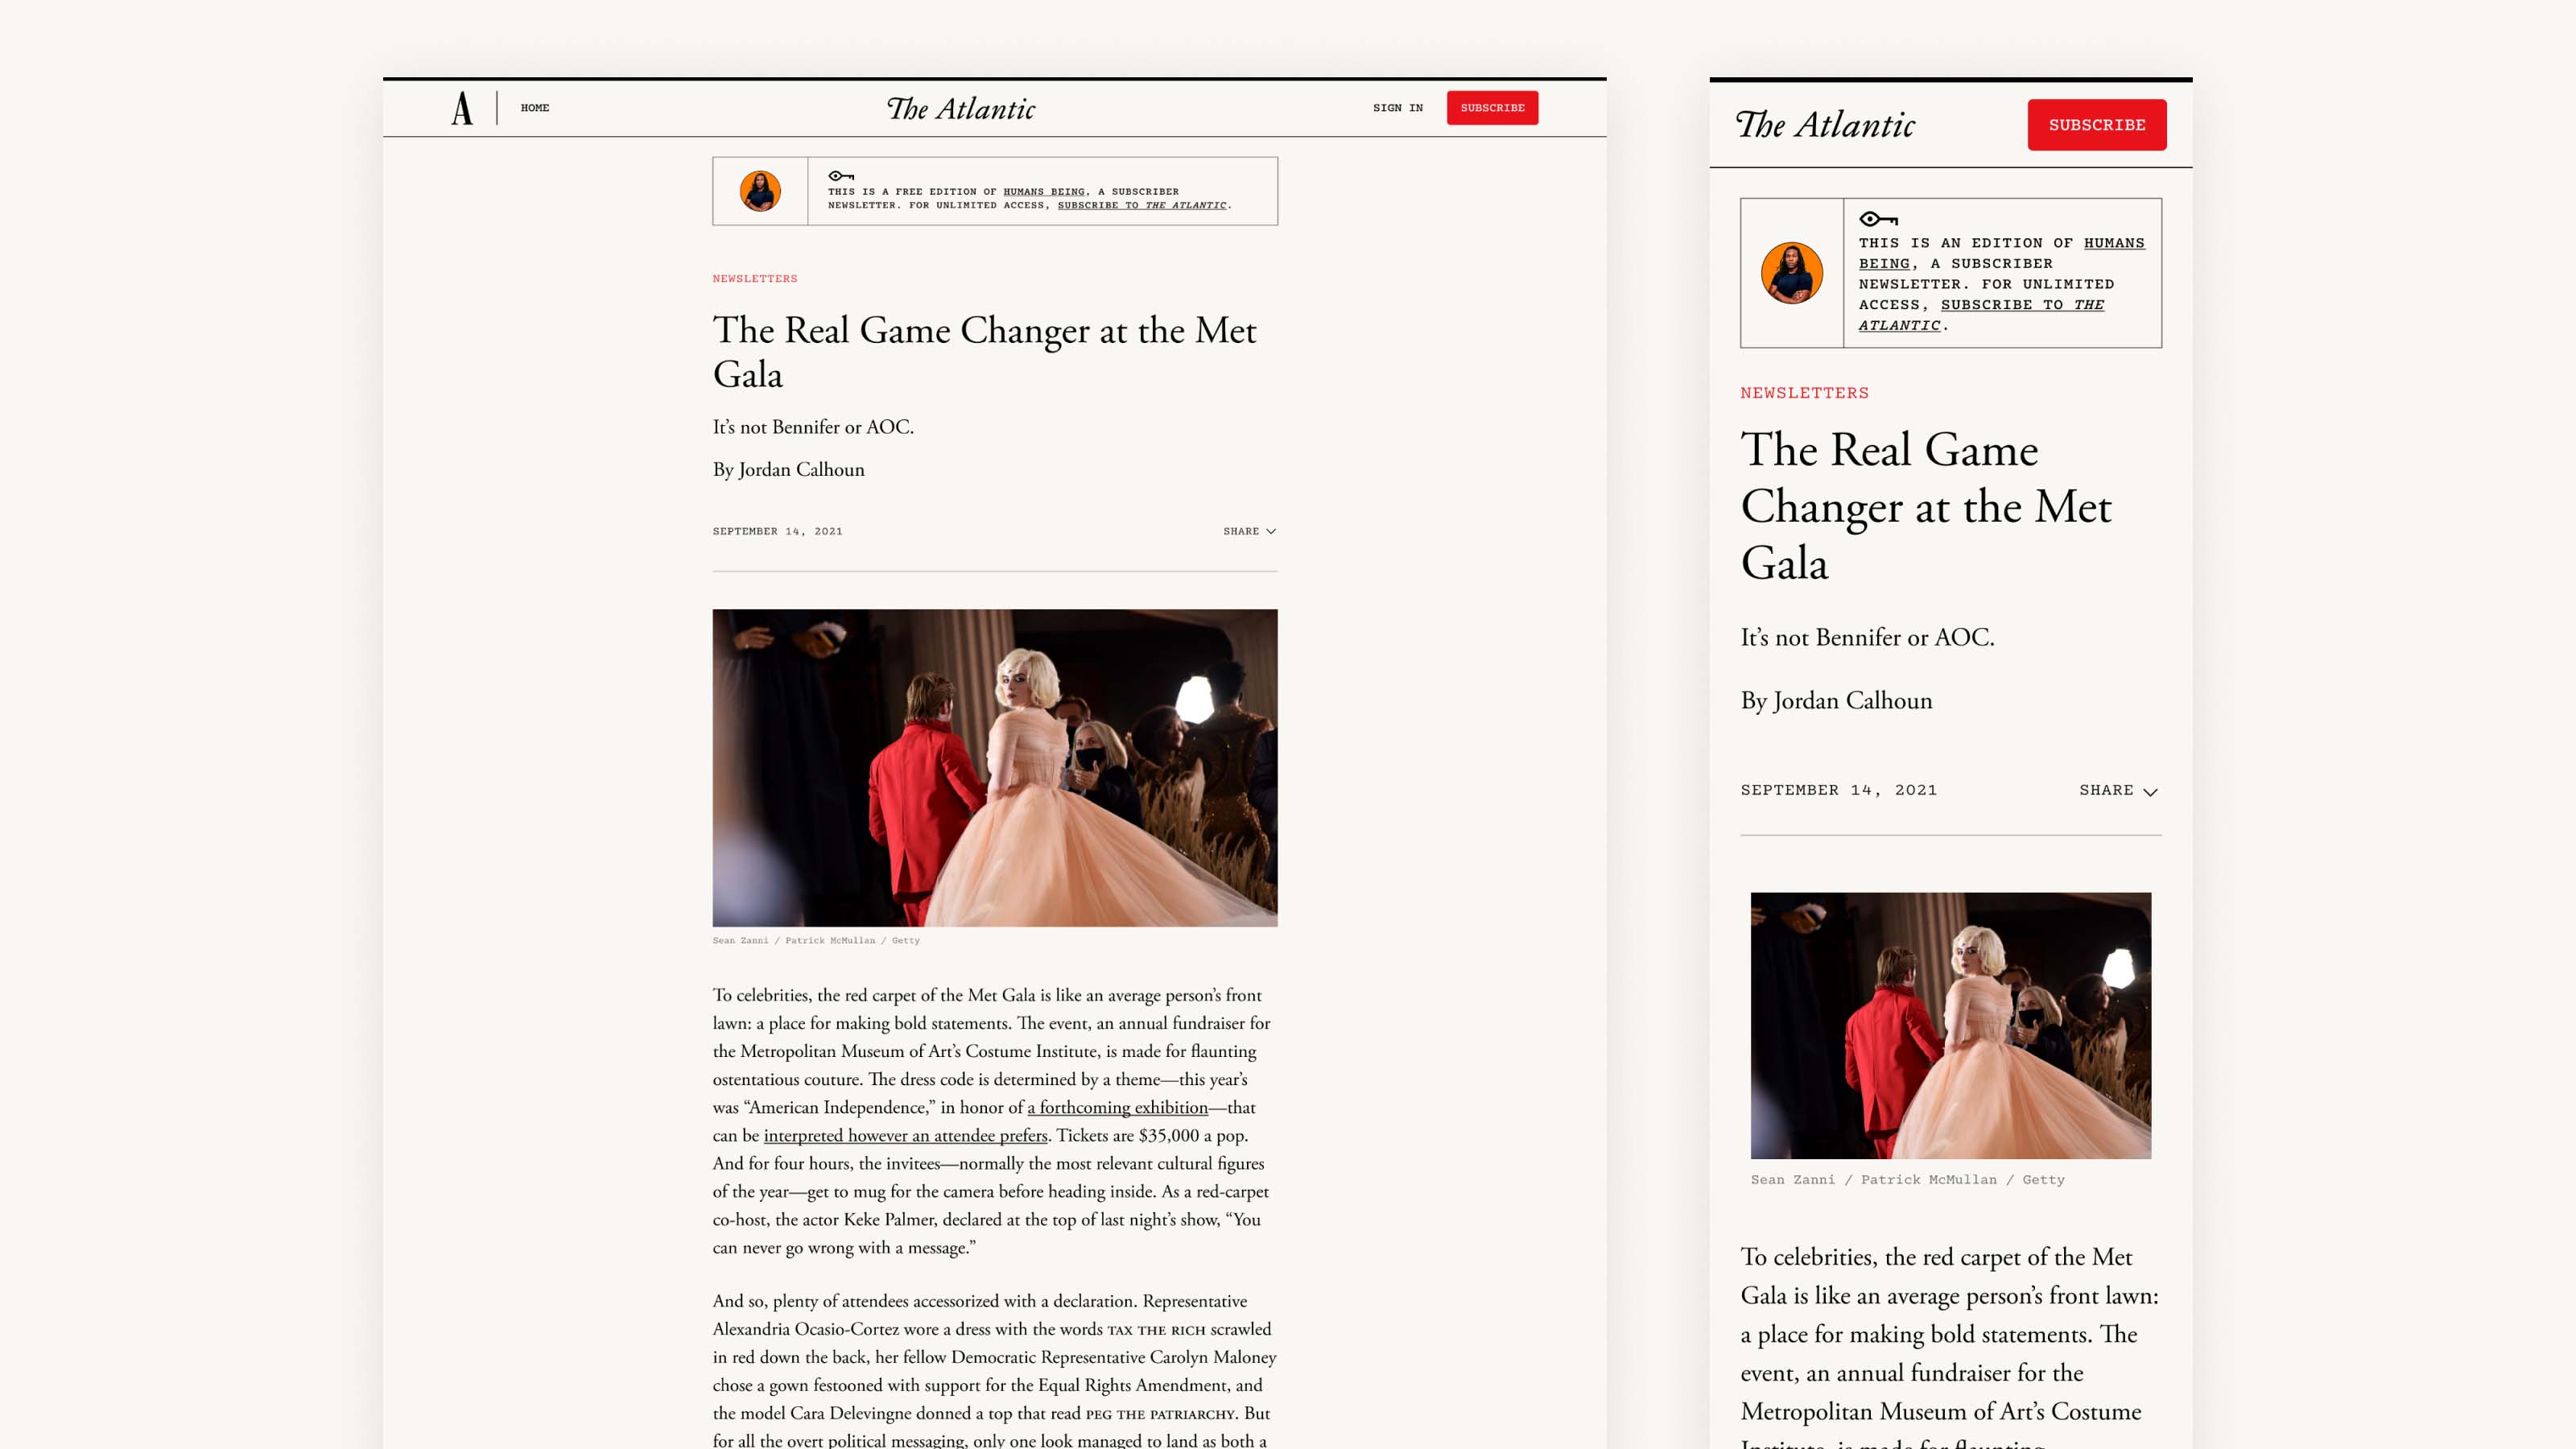 A
HOME
The Atlantic
SIGN IN
SUBSCRIBE
THIS IS A FREE EDITION OF HUMANS BEING, A SUBSCRIBER
NEWSLETTER. FOR UNLIMITED ACCESS, SUBSCRIBE TO THE ATLANTIC.
NEWSLETTERS
The Real Game Changer at the Met
Gala
It’s not Bennifer or AOC.
By Jordan Calhoun
SEPTEMBER 14, 2021
SHARE
Sean Zanni / Patrick McMullan / Getty
To celebrities, the red carpet of the Met Gala is like an average person’s front
lawn: a place for making bold statements. The event, an annual fundraiser for
the Metropolitan Museum of Art’s Costume Institute, is made for flaunting
ostentatious couture. The dress code is determined by a theme—this year’s
was “American Independence,” in honor of a forthcoming exhibition—that
can be interpreted however an attendee prefers. Tickets are $35,000 a pop.
And for four hours, the invitees—normally the most relevant cultural figures
of the year—get to mug for the camera before heading inside. As a red-carpet
co-host, the actor Keke Palmer, declared at the top of last night’s show, “You
can never go wrong with a message.”
And so, plenty of attendees accessorized with a declaration. Representative
Alexandria Ocasio-Cortez wore a dress with the words TAX THE RICH scrawled
in red down the back, her fellow Democratic Representative Carolyn Maloney
chose a gown festooned with support for the Equal Rights Amendment, and
the model Cara Delevingne donned a top that read PEG THE PATRIARCHY. But
for all the overt political messaging, only one look managed to land as both a
The Atlantic
SUBSCRIBE
THIS IS AN EDITION OF HUMANS
BEING, A SUBSCRIBER
NEWSLETTER. FOR UNLIMITED
ACCESS, SUBSCRIBE TO THE
ATLANTIC.
NEWSLETTERS
The Real Game
Changer at the Met
Gala
It’s not Bennifer or AOC.
By Jordan Calhoun
SEPTEMBER 14, 2021
SHARE
Sean Zanni / Patrick McMullan / Getty
To celebrities, the red carpet of the Met
Gala is like an average person’s front lawn:
a place for making bold statements. The
event, an annual fundraiser for the
Metropolitan Museum of Art’s Costume
Institute, is made for flaunting